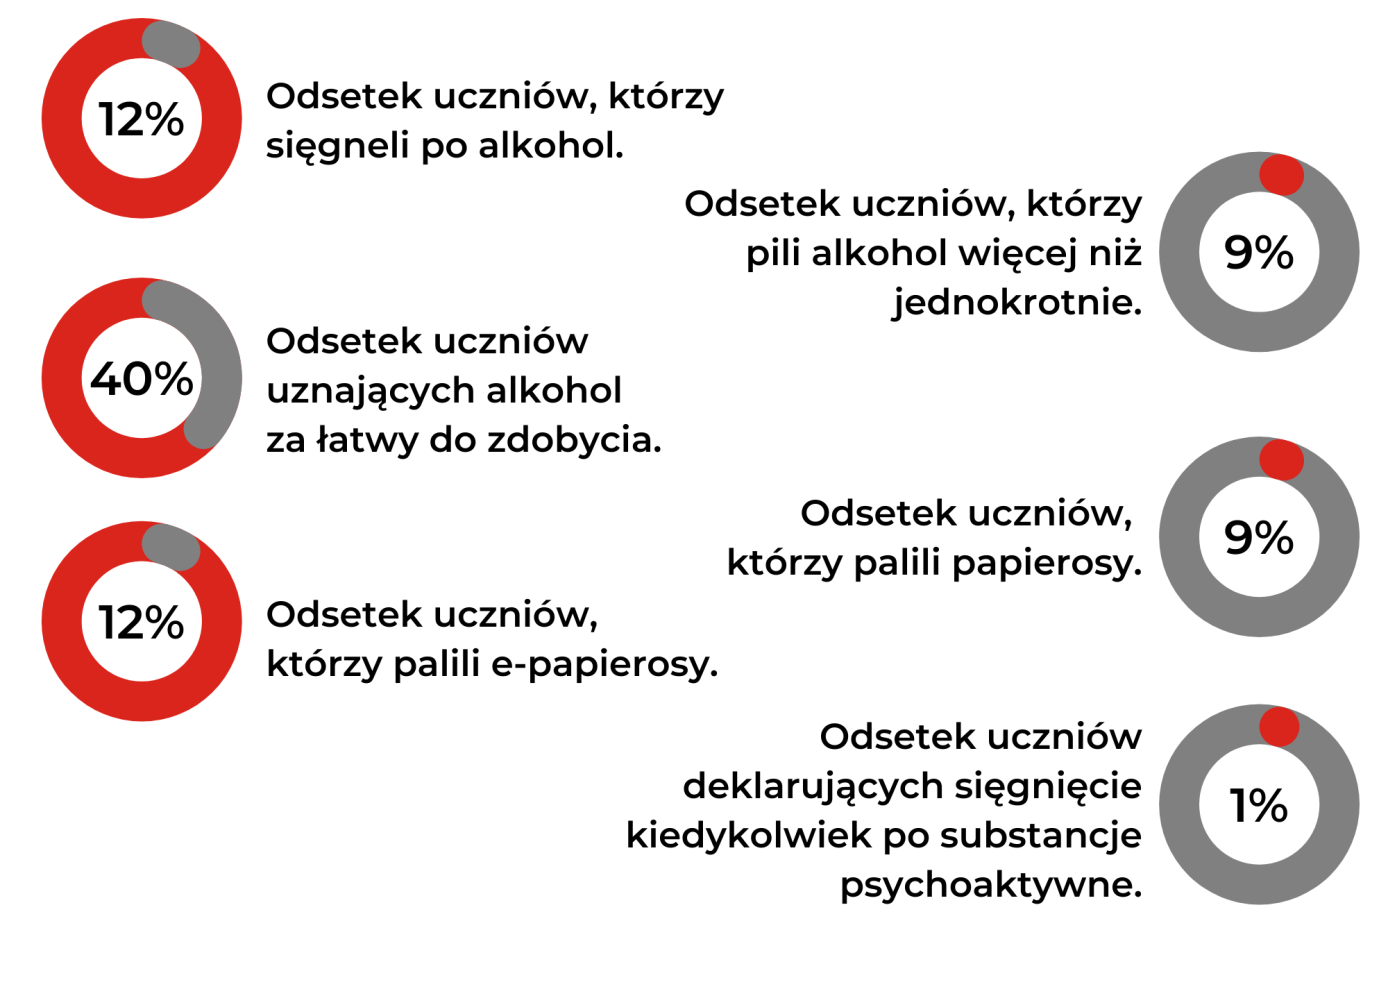 12%
Odsetek uczniów, którzy
sięgneli po alkohol.
Odsetek uczniów, którzy
pili alkohol więcej niż
jednokrotnie.
9%
40%
Odsetek uczniów
uznających alkohol
za łatwy do zdobycia.
Odsetek uczniów,
którzy palili papierosy.
9%
12%
Odsetek uczniów,
którzy palili e-papierosy.
Odsetek uczniów
deklarujących sięgnięcie
kiedykolwiek po substancje
psychoaktywne.
1%